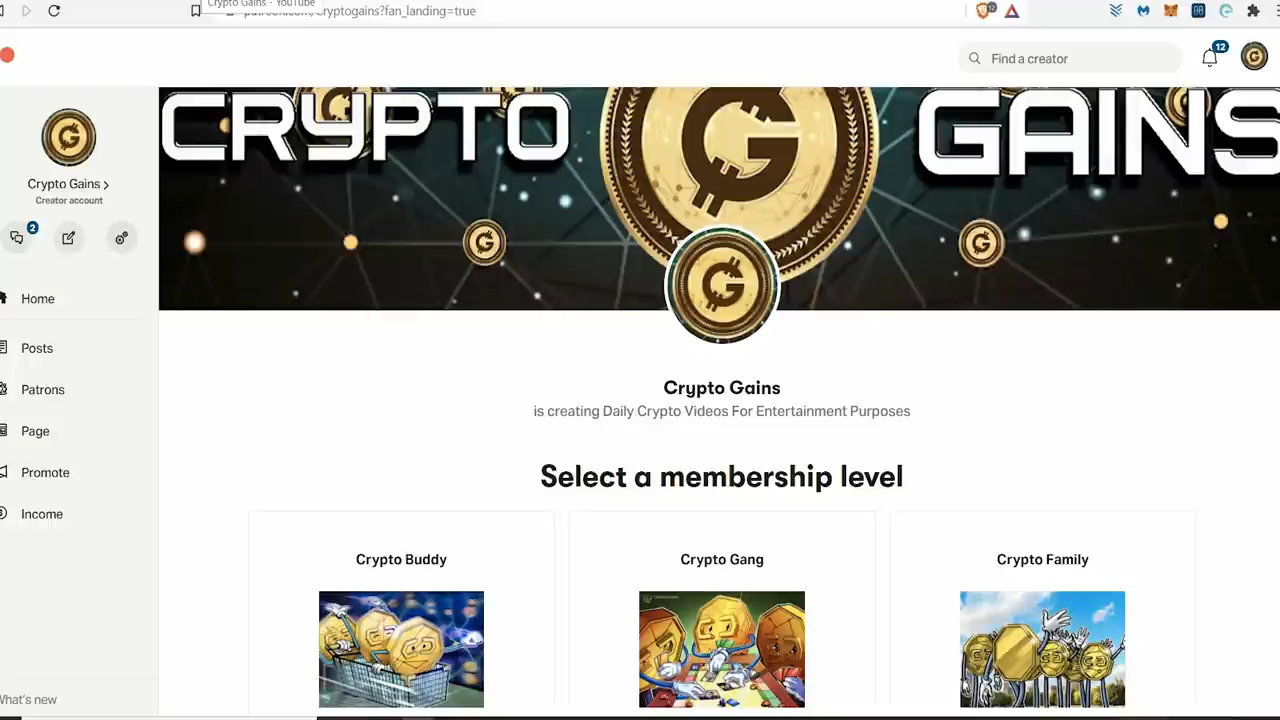 Crypto Gains - YouTube
patreon.com/cryptogains?fan_landing=true
12
Find a creator
12
CRYPTO GAINS
Crypto Gains
Creator account
2
Home
Posts
Patrons
Page
Promote
Income
What's new
Crypto Gains
is creating Daily Crypto Videos For Entertainment Purposes
Select a membership level
Crypto Buddy
Crypto Gang
Crypto Family